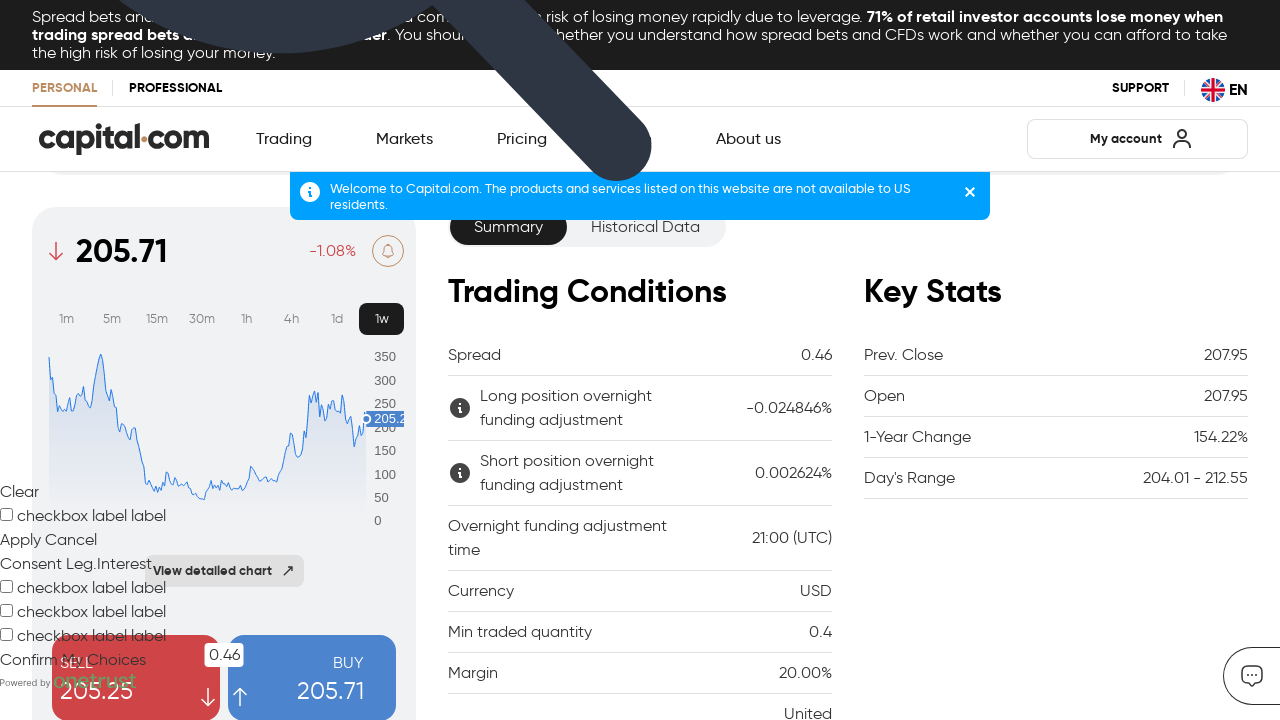 Spread bets and
risk of losing money rapidly due to leverage. 71% of retail investor accounts lose money when
trading spread bets
. You should
whether you understand how spread bets and CFDs work and whether you can afford to take
the high risk of losing your money.
PERSONAL
PROFESSIONAL
SUPPORT
EN
capital.com
Trading
Markets
Pricing
About us
My account
Welcome to Capital.com. The products and services listed on this website are not available to US
residents.
205.71
-1.08%
Summary
Historical Data
Trading Conditions
Key Stats
1m
5m
15m
30m
1h
4h
1d
1w
350
300
250
200
150
100
50
0
Spread
0.46
Long position overnight
funding adjustment
-0.024846%
Short position overnight
funding adjustment
0.002624%
Overnight funding adjustment
time
21:00 (UTC)
Currency
USD
Min traded quantity
0.4
Margin
20.00%
United
Prev. Close
207.95
Open
207.95
1-Year Change
154.22%
Day's Range
204.01 - 212.55
Clear
checkbox label label
Apply Cancel
Consent Leg.Interest
View detailed chart
checkbox label label
checkbox label label
checkbox label label
Confirm My Choices
Powered by onetrust
SELL
205.25
0.46
BUY
205.71